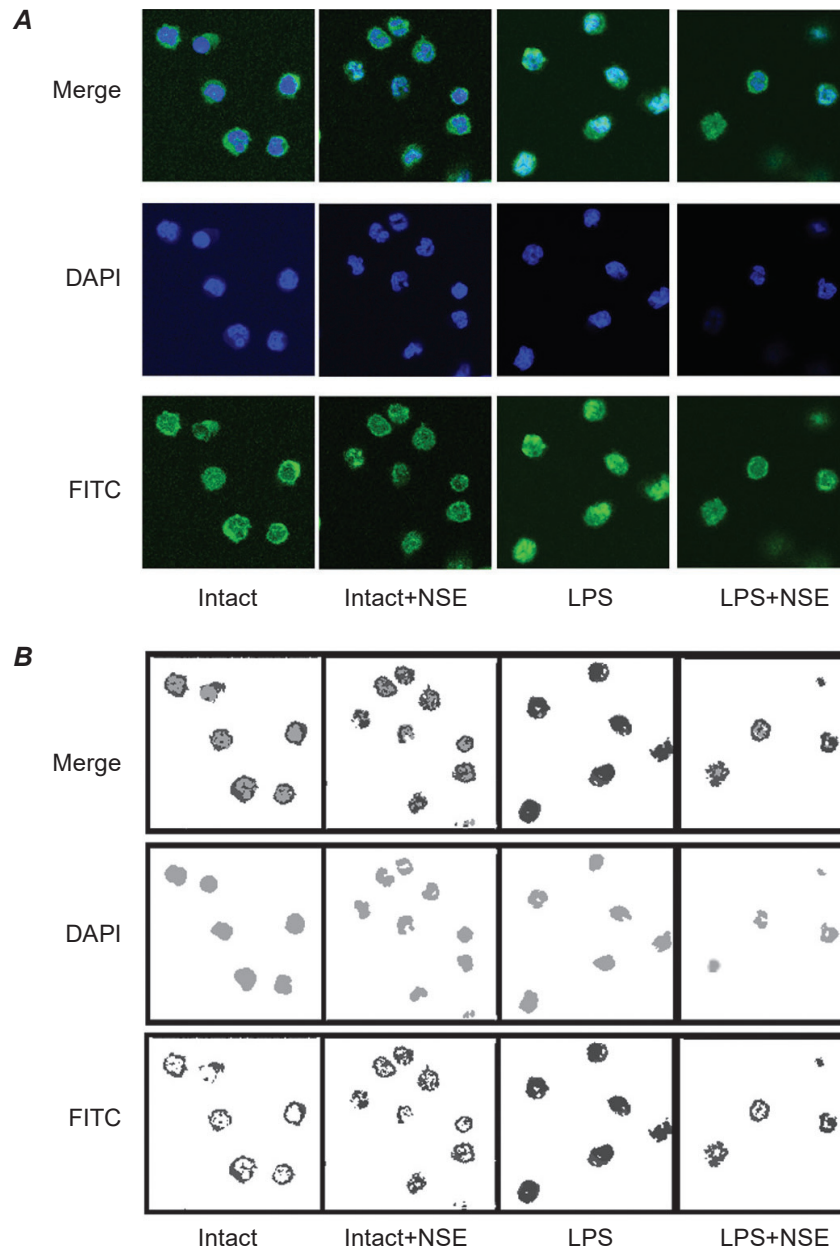 A
Merge
DAPI
FITC
Intact Intact+NSE LPS LPS+NSE
B
Merge
DAPI
FITC
Intact Intact+NSE LPS LPS+NSE